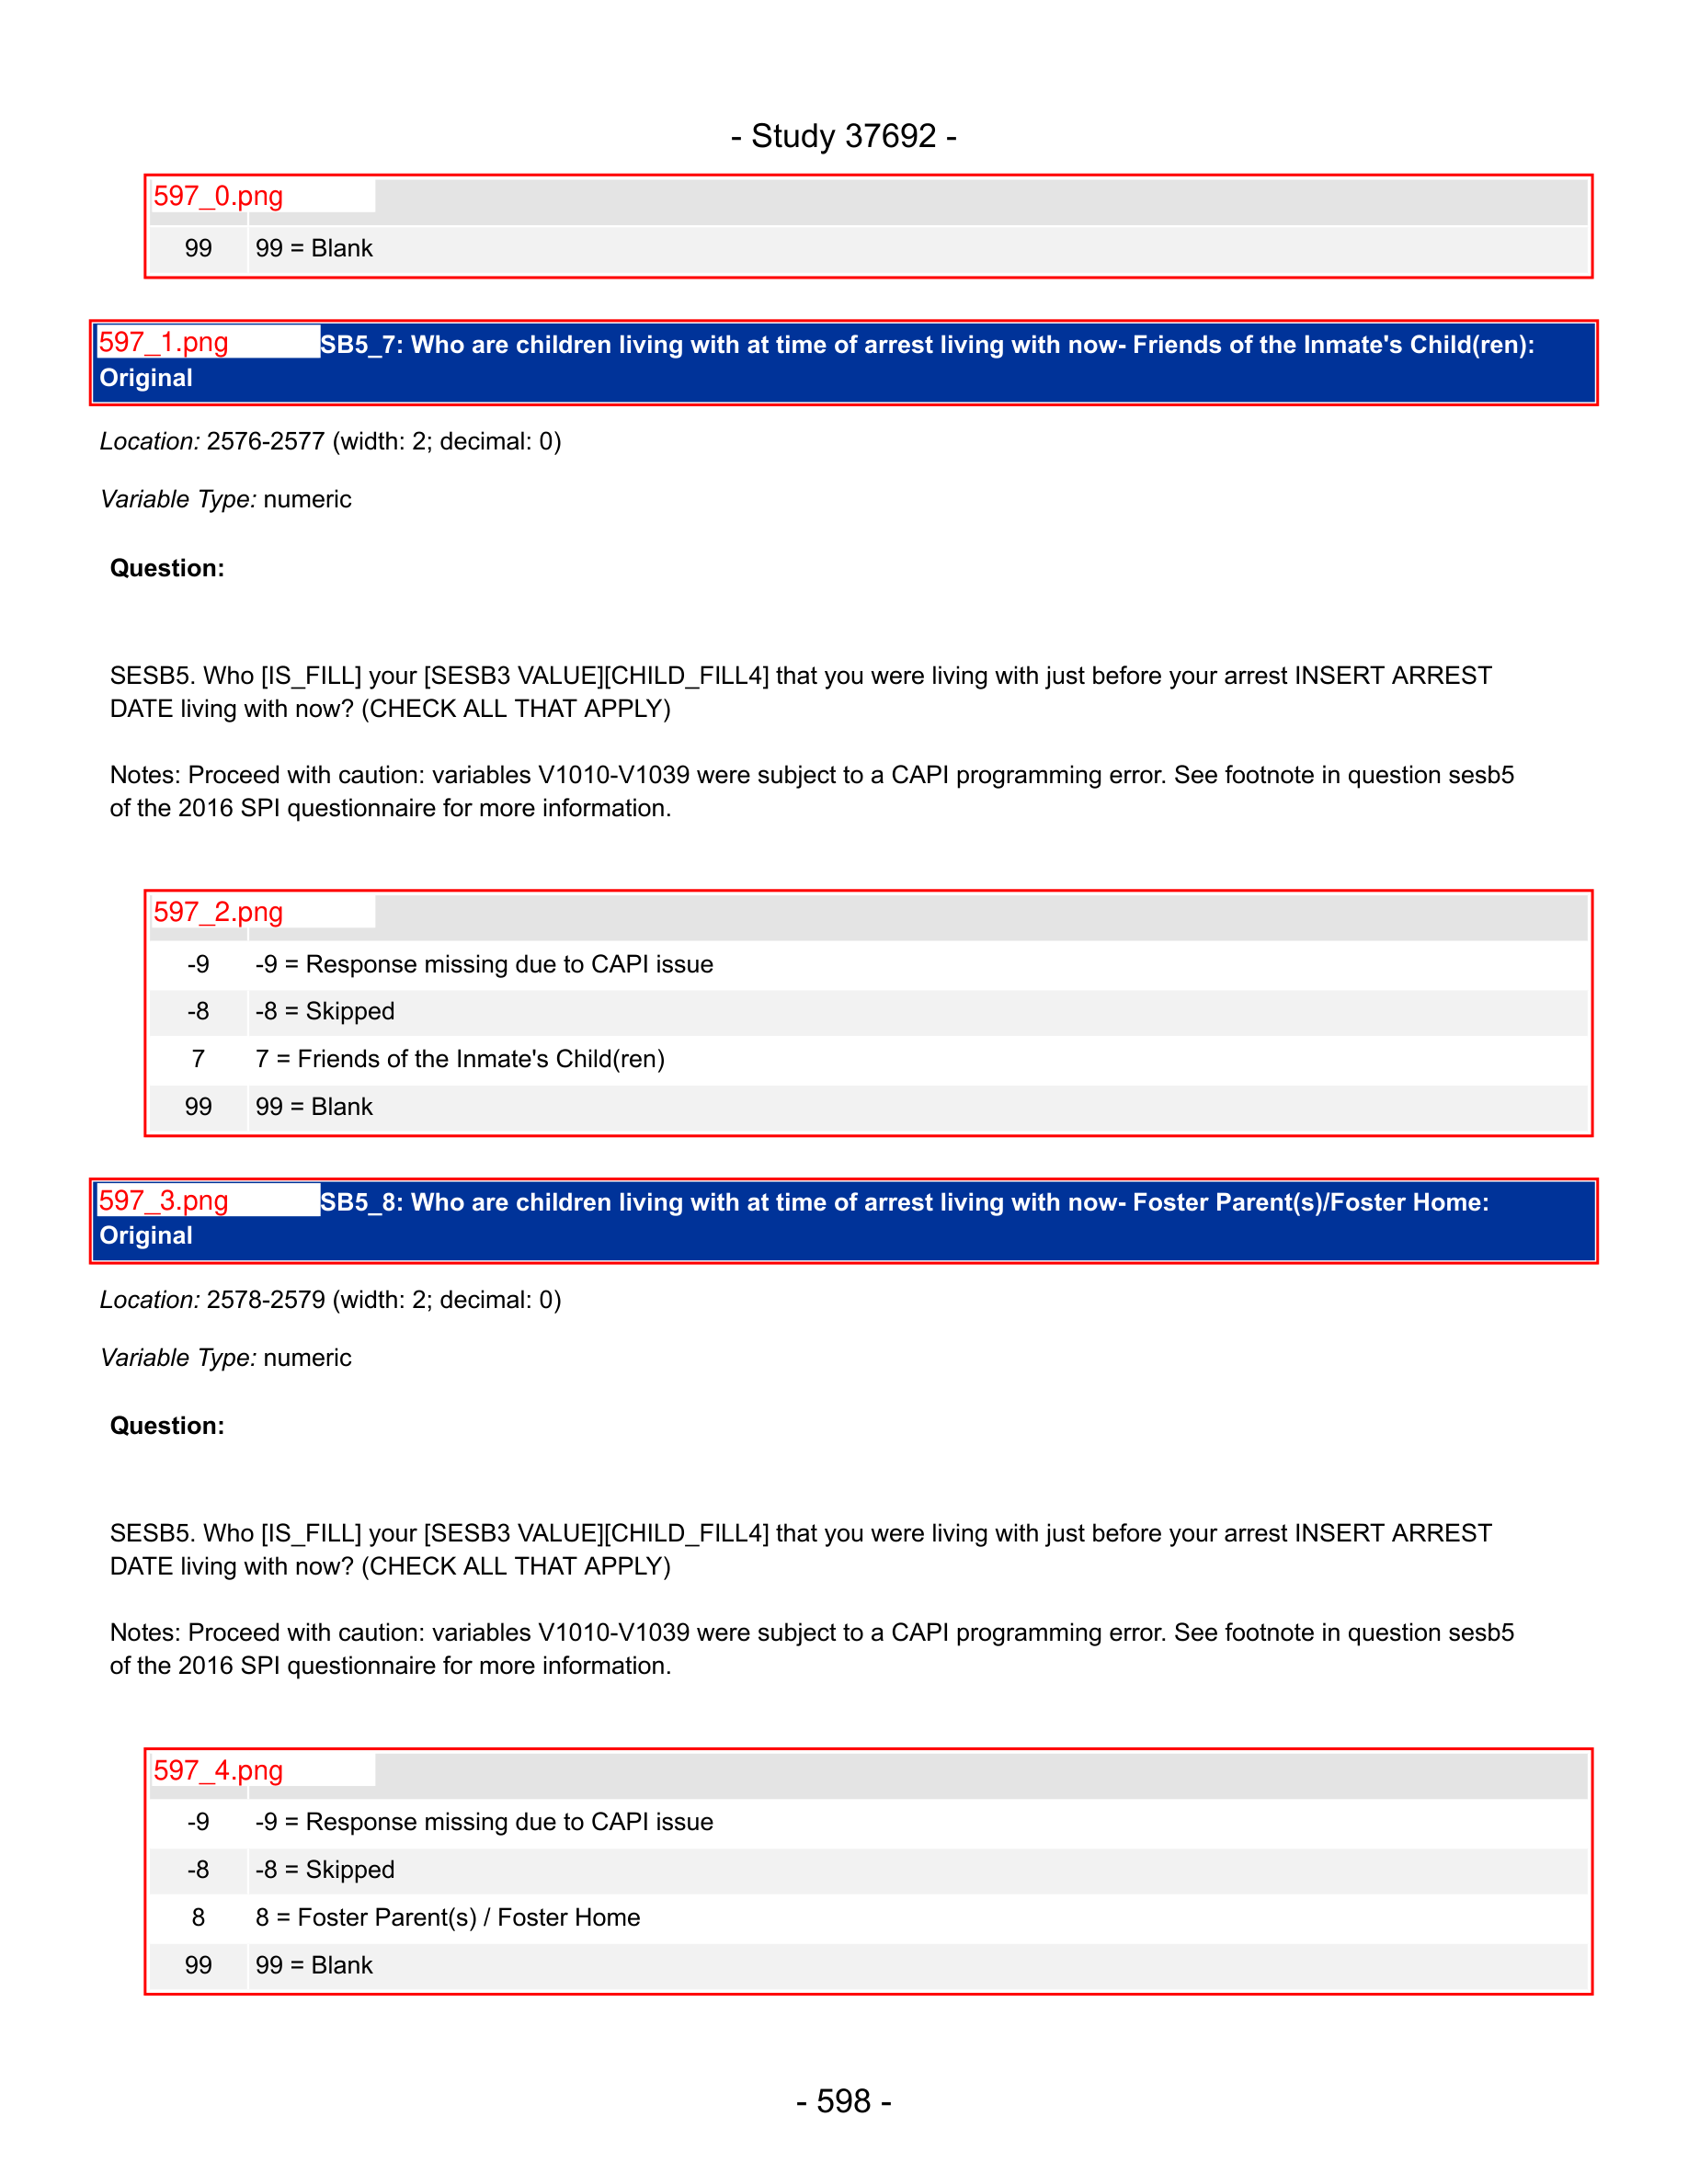 - Study 37692 -
597_0.png
99 99 = Blank
597_1.png SB5_7: Who are children living with at time of arrest living with now- Friends of the Inmate's Child(ren):
Original
Location: 2576-2577 (width: 2; decimal: 0)
Variable Type: numeric
Question:
SESB5. Who [IS_FILL] your [SESB3 VALUE][CHILD_FILL4] that you were living with just before your arrest INSERT ARREST
DATE living with now? (CHECK ALL THAT APPLY)
Notes: Proceed with caution: variables V1010-V1039 were subject to a CAPI programming error. See footnote in question sesb5
of the 2016 SPI questionnaire for more information.
597_2.png
-9 -9 = Response missing due to CAPI issue
-8 -8 = Skipped
7 7 = Friends of the Inmate's Child(ren)
99 99 = Blank
597_3.png SB5_8: Who are children living with at time of arrest living with now- Foster Parent(s)/Foster Home:
Original
Location: 2578-2579 (width: 2; decimal: 0)
Variable Type: numeric
Question:
SESB5. Who [IS_FILL] your [SESB3 VALUE][CHILD_FILL4] that you were living with just before your arrest INSERT ARREST
DATE living with now? (CHECK ALL THAT APPLY)
Notes: Proceed with caution: variables V1010-V1039 were subject to a CAPI programming error. See footnote in question sesb5
of the 2016 SPI questionnaire for more information.
597_4.png
-9 -9 = Response missing due to CAPI issue
-8 -8 = Skipped
8 8 = Foster Parent(s) / Foster Home
99 99 = Blank
- 598 -